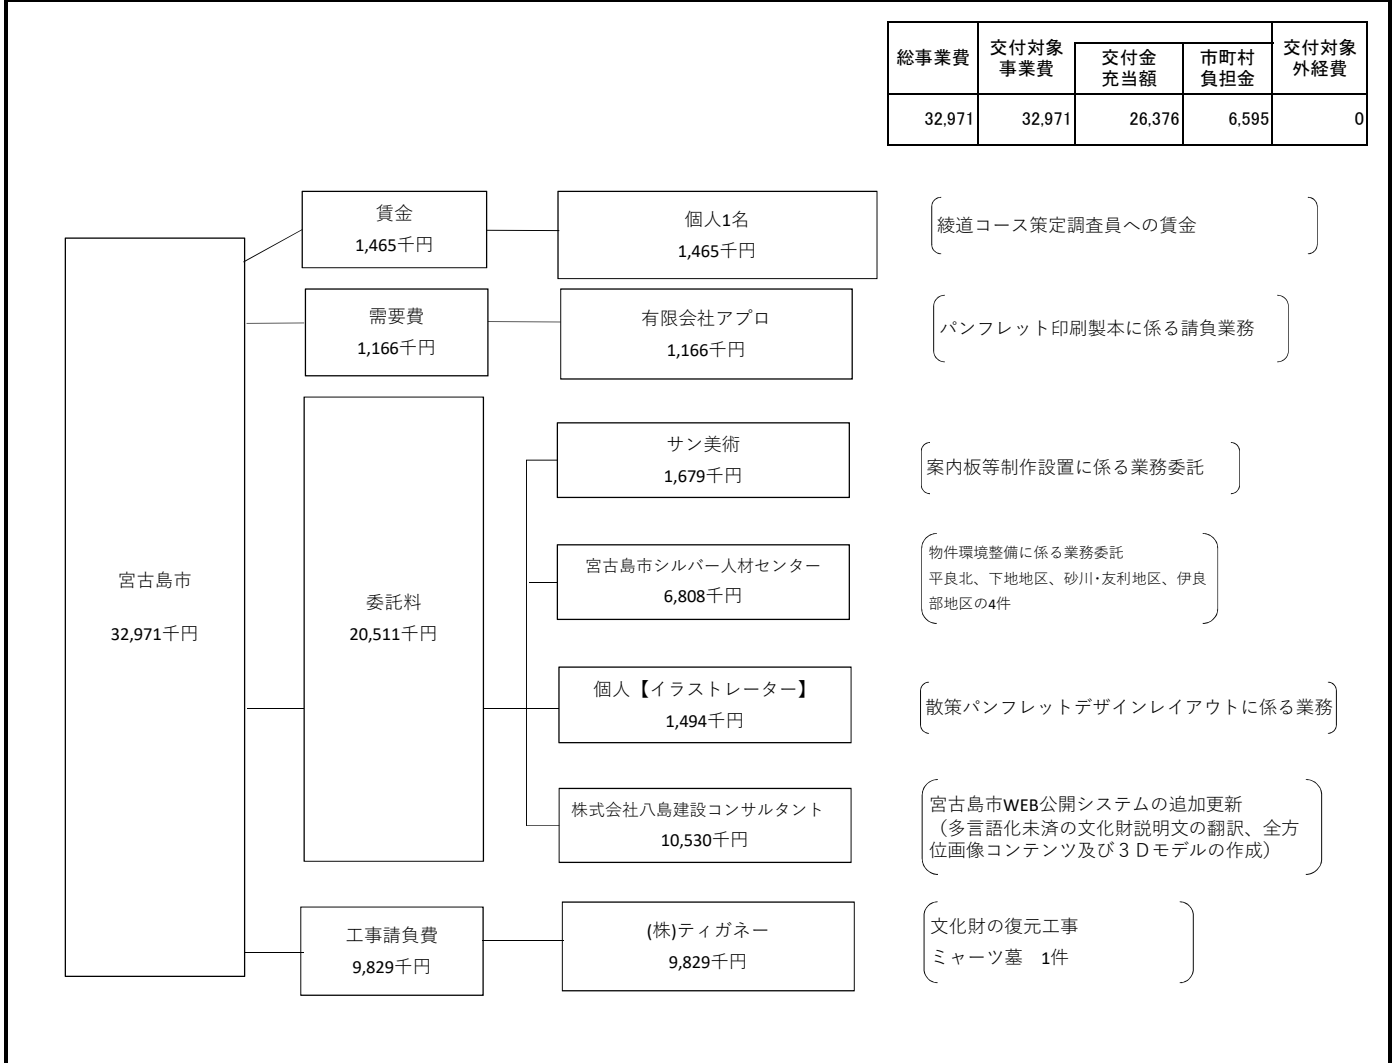 総事業費
交付対象
事業費
交付金
充当額
市町村
負担金
交付対象
外経費
32,971
32,971
26,376
6,595
0
賃金
1,465千円
個人1名
1,465千円
綾道コース策定調査員への賃金
需要費
1,166千円
有限会社アプロ
1,166千円
パンフレット印刷製本に係る請負業務
宮古島市
32,971千円
委託料
20,511千円
サン美術
1,679千円
案内板等制作設置に係る業務委託
宮古島市シルバー人材センター
6,808千円
物件環境整備に係る業務委託
平良北、下地地区、砂川・友利地区、伊良
部地区の4件
個人【イラストレーター】
1,494千円
散策パンフレットデザインレイアウトに係る業務
株式会社八島建設コンサルタント
10,530千円
宮古島市WEB公開システムの追加更新
（多言語化未済の文化財説明文の翻訳、全方
位画像コンテンツ及び３Ｄモデルの作成）
工事請負費
9,829千円
(株)ティガネー
9,829千円
文化財の復元工事
ミャーツ墓　1件